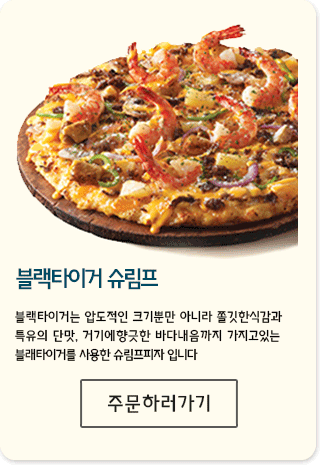 블랙타이거 슈림프
블랙타이거는 압도적인 크기뿐만 아니라 쫄깃한식감과
특유의 단맛, 거기에향긋한 바다내음까지 가지고있는
블래타이거를 사용한 슈림프피자 입니다
주문하러가기